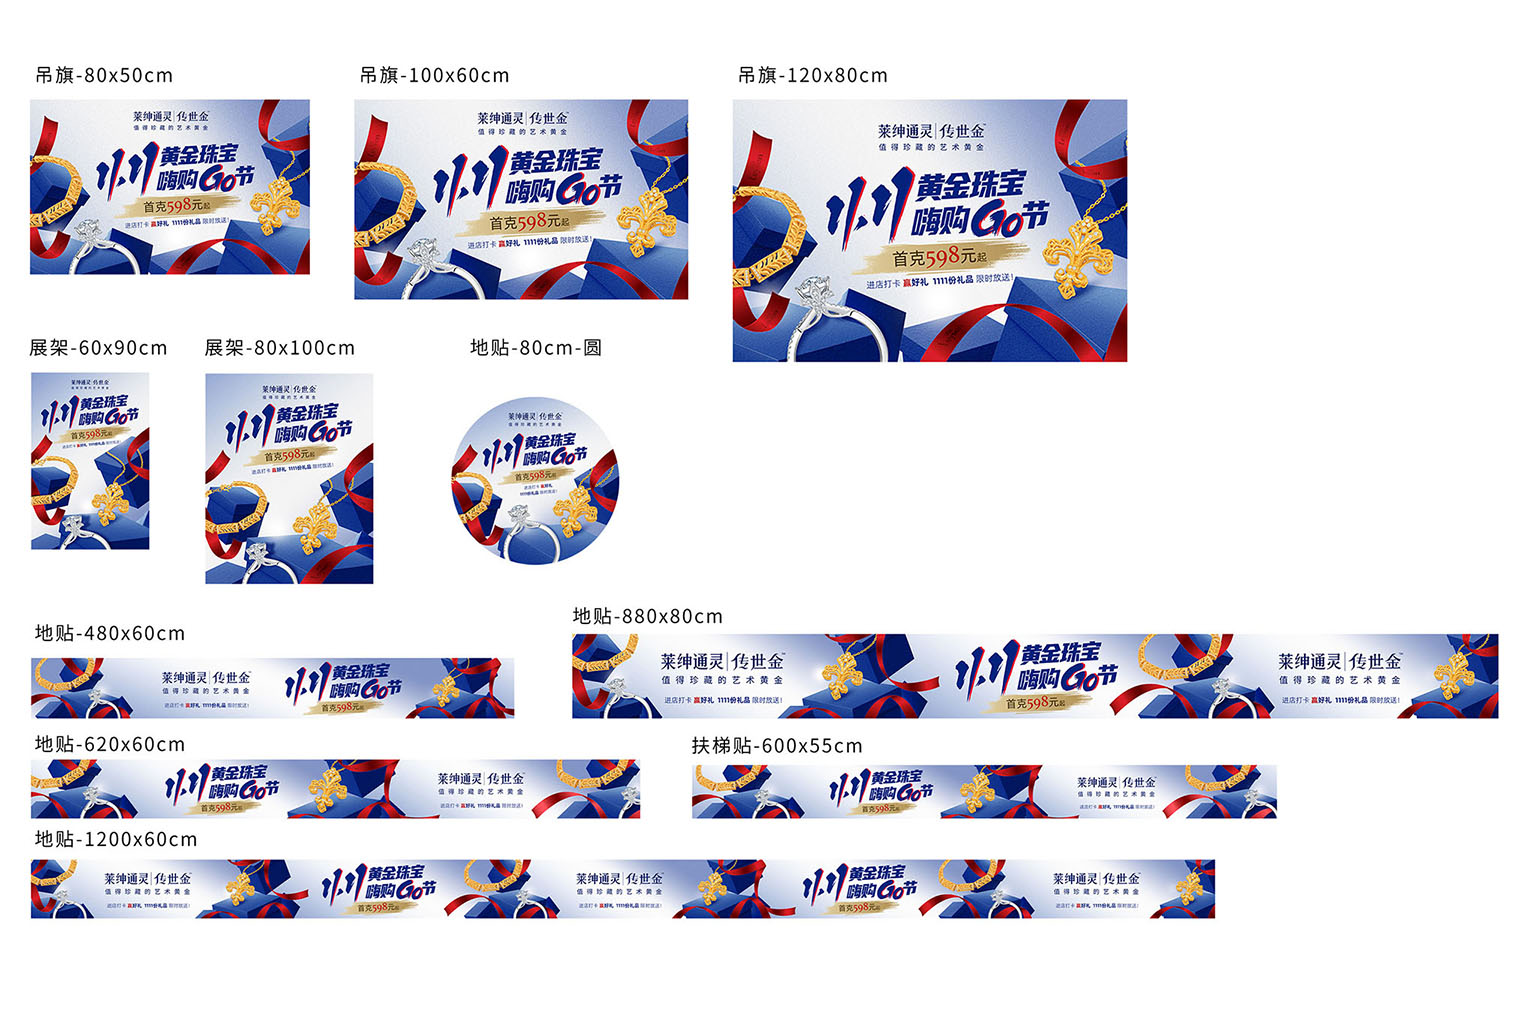 吊旗-80x50cm
莱绅通灵|传世金™
值得珍藏的艺术黄金
11.11 黄金珠宝
嗨购GO节
首克598元起
进店打卡 赢好礼 1111份礼品 限时放送！
吊旗-100x60cm
莱绅通灵|传世金™
值得珍藏的艺术黄金
11.11 黄金珠宝
嗨购GO节
首克598元起
进店打卡 赢好礼 1111份礼品 限时放送！
吊旗-120x80cm
莱绅通灵|传世金™
值得珍藏的艺术黄金
11.11 黄金珠宝
嗨购GO节
首克598元起
进店打卡 赢好礼 1111份礼品 限时放送！
展架-60x90cm
莱绅通灵|传世金
值得珍藏的艺术黄金
11.11 黄金珠宝
嗨购GO节
首克598元起
进店打卡 赢好礼 1111份礼品 限时放送！
展架-80x100cm
莱绅通灵|传世金™
值得珍藏的艺术黄金
11.11 黄金珠宝
嗨购GO节
首克598元起
进店打卡 赢好礼 1111份礼品 限时放送！
地贴-80cm-圆
莱绅通灵|传世金™
值得珍藏的艺术黄金
11.11 黄金珠宝
嗨购GO节
首克598元起
进店打卡 赢好礼
1111份礼品 限时放送！
地贴-480x60cm
莱绅通灵|传世金™
值得珍藏的艺术黄金
进店打卡 赢好礼 1111份礼品 限时放送！
11.11 黄金珠宝
嗨购GO节
首克598元起
地贴-880x80cm
莱绅通灵|传世金™
值得珍藏的艺术黄金
进店打卡 赢好礼 1111份礼品 限时放送！
11.11 黄金珠宝
嗨购GO节
首克598元起
莱绅通灵|传世金™
值得珍藏的艺术黄金
进店打卡 赢好礼 1111份礼品 限时放送！
地贴-620x60cm
11.11 黄金珠宝
嗨购GO节
首克598元起
莱绅通灵|传世金™
值得珍藏的艺术黄金
进店打卡 赢好礼 1111份礼品 限时放送！
扶梯贴-600x55cm
11.11 黄金珠宝
嗨购GO节
首克598元起
莱绅通灵|传世金™
值得珍藏的艺术黄金
进店打卡 赢好礼 1111份礼品 限时放送！
地贴-1200x60cm
莱绅通灵|传世金™
值得珍藏的艺术黄金
进店打卡 赢好礼 1111份礼品 限时放送！
11.11 黄金珠宝
嗨购GO节
首克598元起
莱绅通灵|传世金™
值得珍藏的艺术黄金
进店打卡 赢好礼 1111份礼品 限时放送！
11.11 黄金珠宝
嗨购GO节
首克598元起
莱绅通灵|传世金™
值得珍藏的艺术黄金
进店打卡 赢好礼 1111份礼品 限时放送！